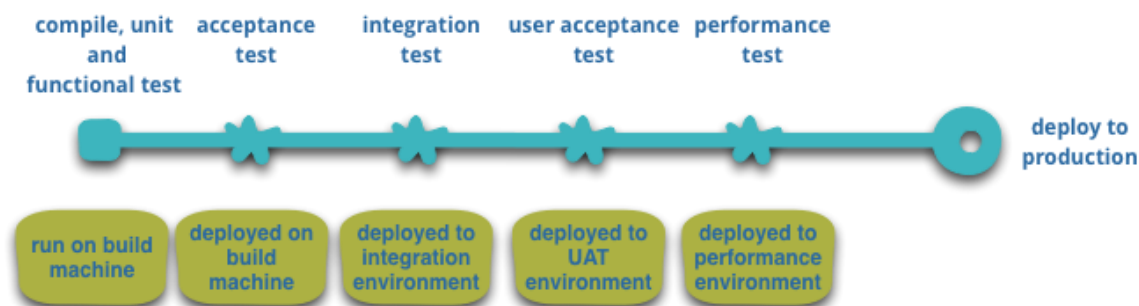 compile, unit
and
functional test
acceptance
test
integration
test
user acceptance
test
performance
test
deploy to
production
run on build
machine
deployed on
build
machine
deployed to
integration
environment
deployed to
UAT
environment
deployed to
performance
environment